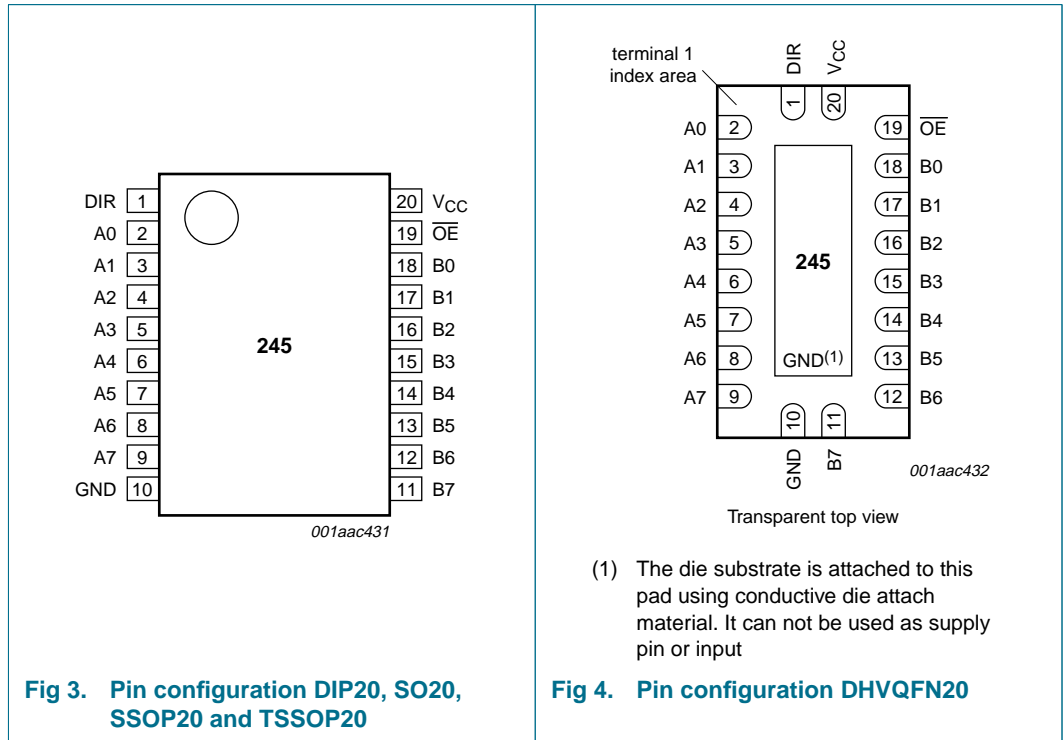 DIR 1 20 VCC
A0 2 19 OE
A1 3 18 B0
A2 4 17 B1
A3 5 16 B2
A4 6 245 15 B3
A5 7 14 B4
A6 8 13 B5
A7 9 12 B6
GND 10 11 B7
001aac431
Fig 3. Pin configuration DIP20, SO20,
SSOP20 and TSSOP20
terminal 1
index area
DIR VCC
1 20
A0 2 19 OE
A1 3 18 B0
A2 4 17 B1
A3 5 16 B2
245
A4 6 15 B3
A5 7 14 B4
A6 8 GND(1) 13 B5
A7 9 12 B6
10 11
GND B7
001aac432
Transparent top view
(1) The die substrate is attached to this
pad using conductive die attach
material. It can not be used as supply
pin or input
Fig 4. Pin configuration DHVQFN20